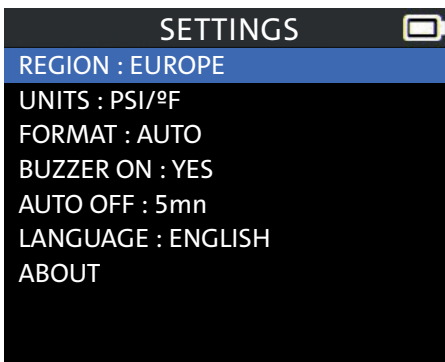 SETTINGS
REGION : EUROPE
UNITS : PSI/ºF
FORMAT : AUTO
BUZZER ON : YES
AUTO OFF : 5mn
LANGUAGE : ENGLISH
ABOUT